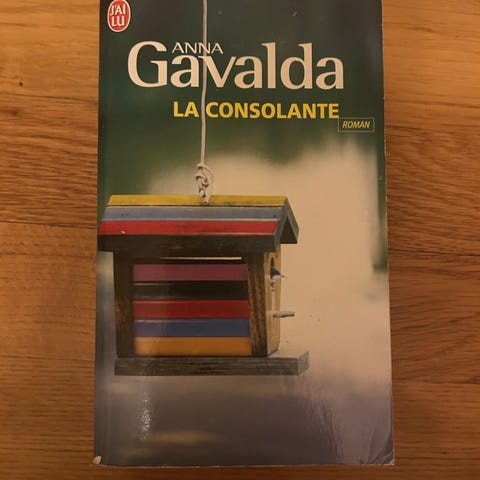 J'AI
LU
ANNA
Gavalda
LA CONSOLANTE
ROMAN